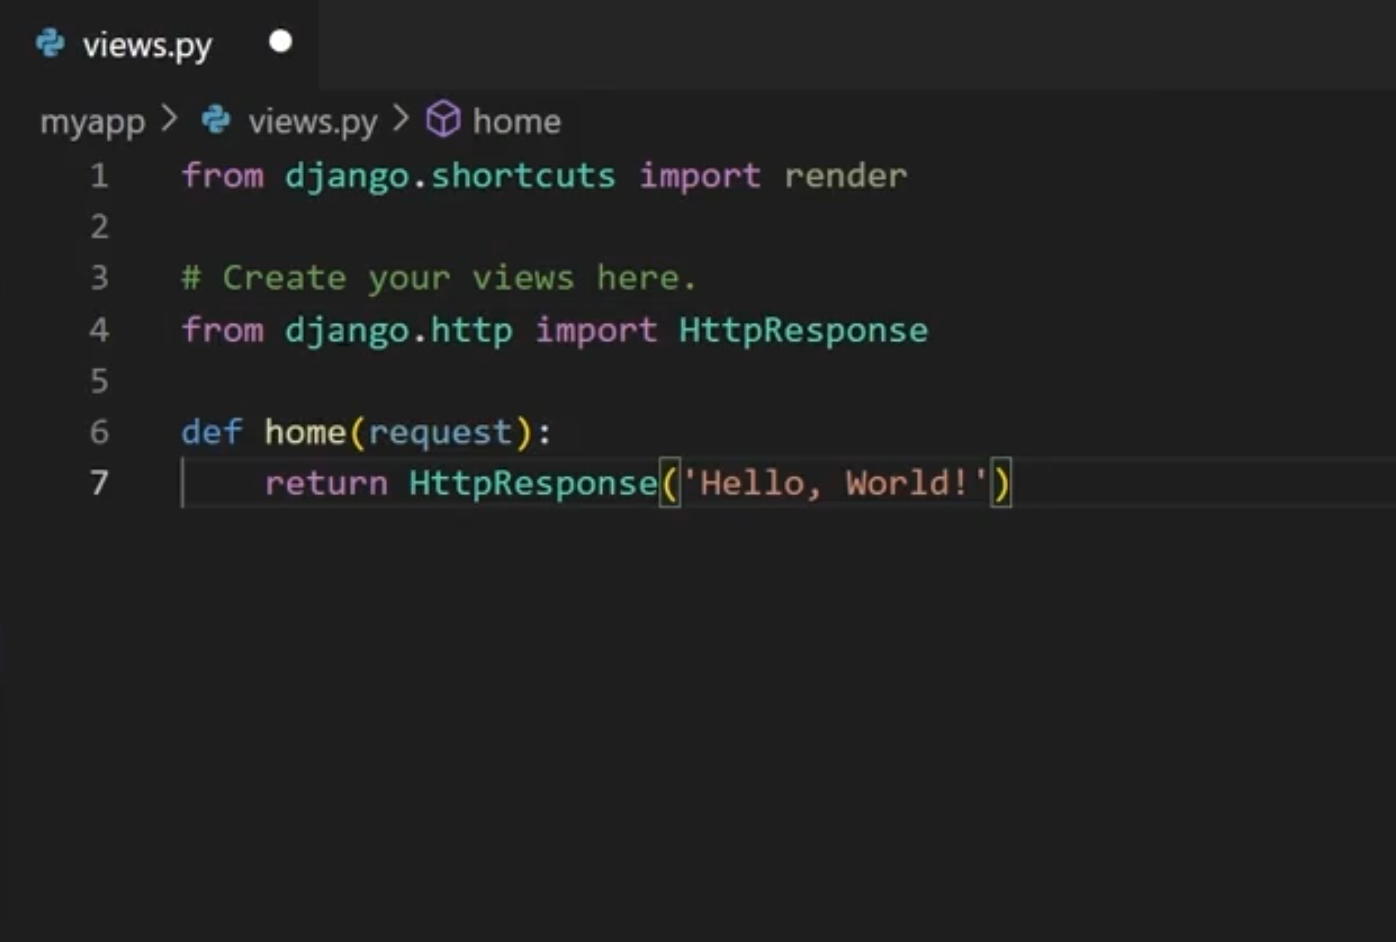 views.py
myapp > views.py > home
1 from django.shortcuts import render
2
3 # Create your views here.
4 from django.http import HttpResponse
5
6 def home(request):
7     return HttpResponse('Hello, World!')